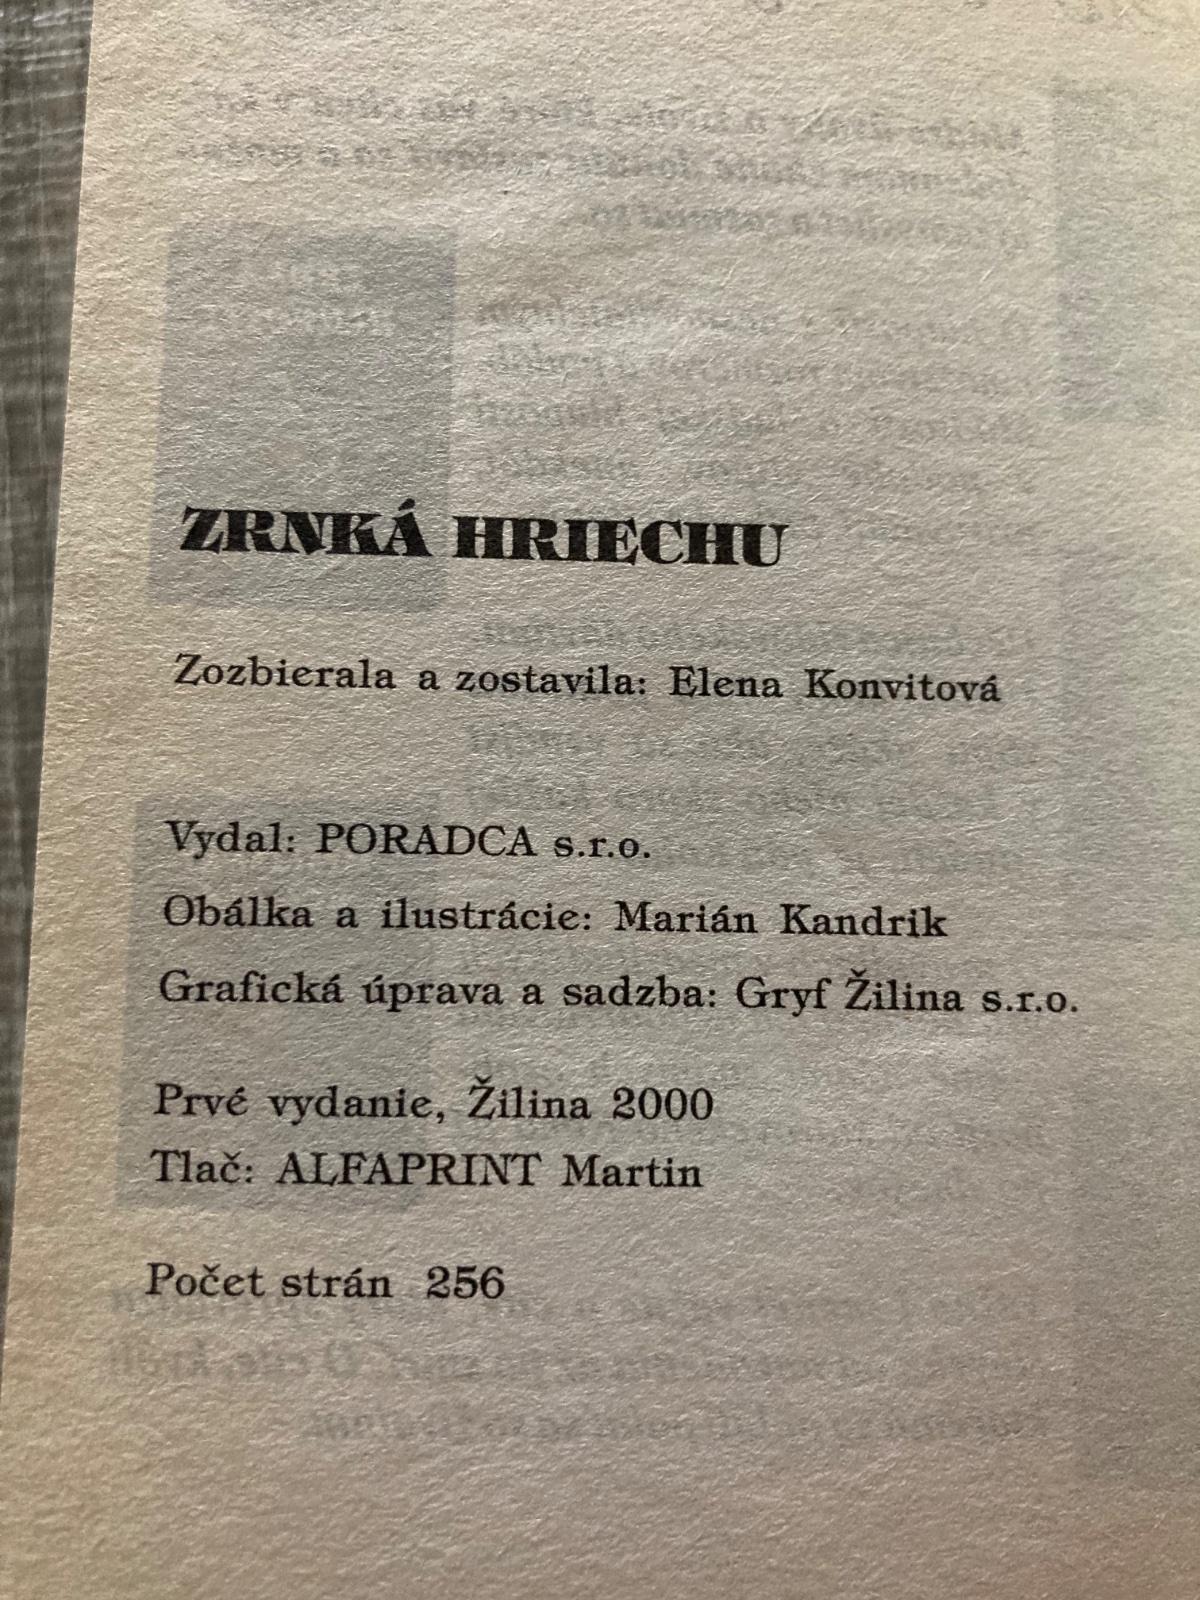 ZRNKÁ HRIECHU
Zozbierala a zostavila: Elena Konvitová
Vydal: PORADCA s.r.o.
Obálka a ilustrácie: Marián Kandrik
Grafická úprava a sadzba: Gryf Žilina s.r.o.
Prvé vydanie, Žilina 2000
Tlač: ALFAPRINT Martin
Počet strán 256